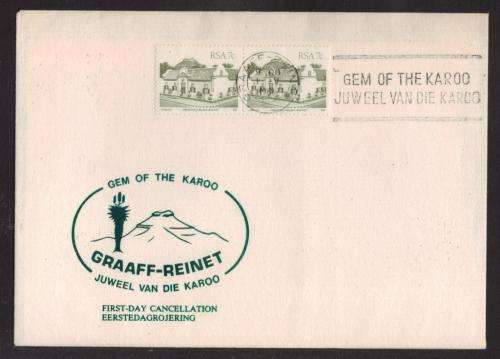 RSA 7c
RSA 7c
GEM OF THE KAROO
JUWEEL VAN DIE KAROO
GEM OF THE KAROO
GRAAFF-REINET
JUWEEL VAN DIE KAROO
FIRST-DAY CANCELLATION
EERSTEDAGROJERING